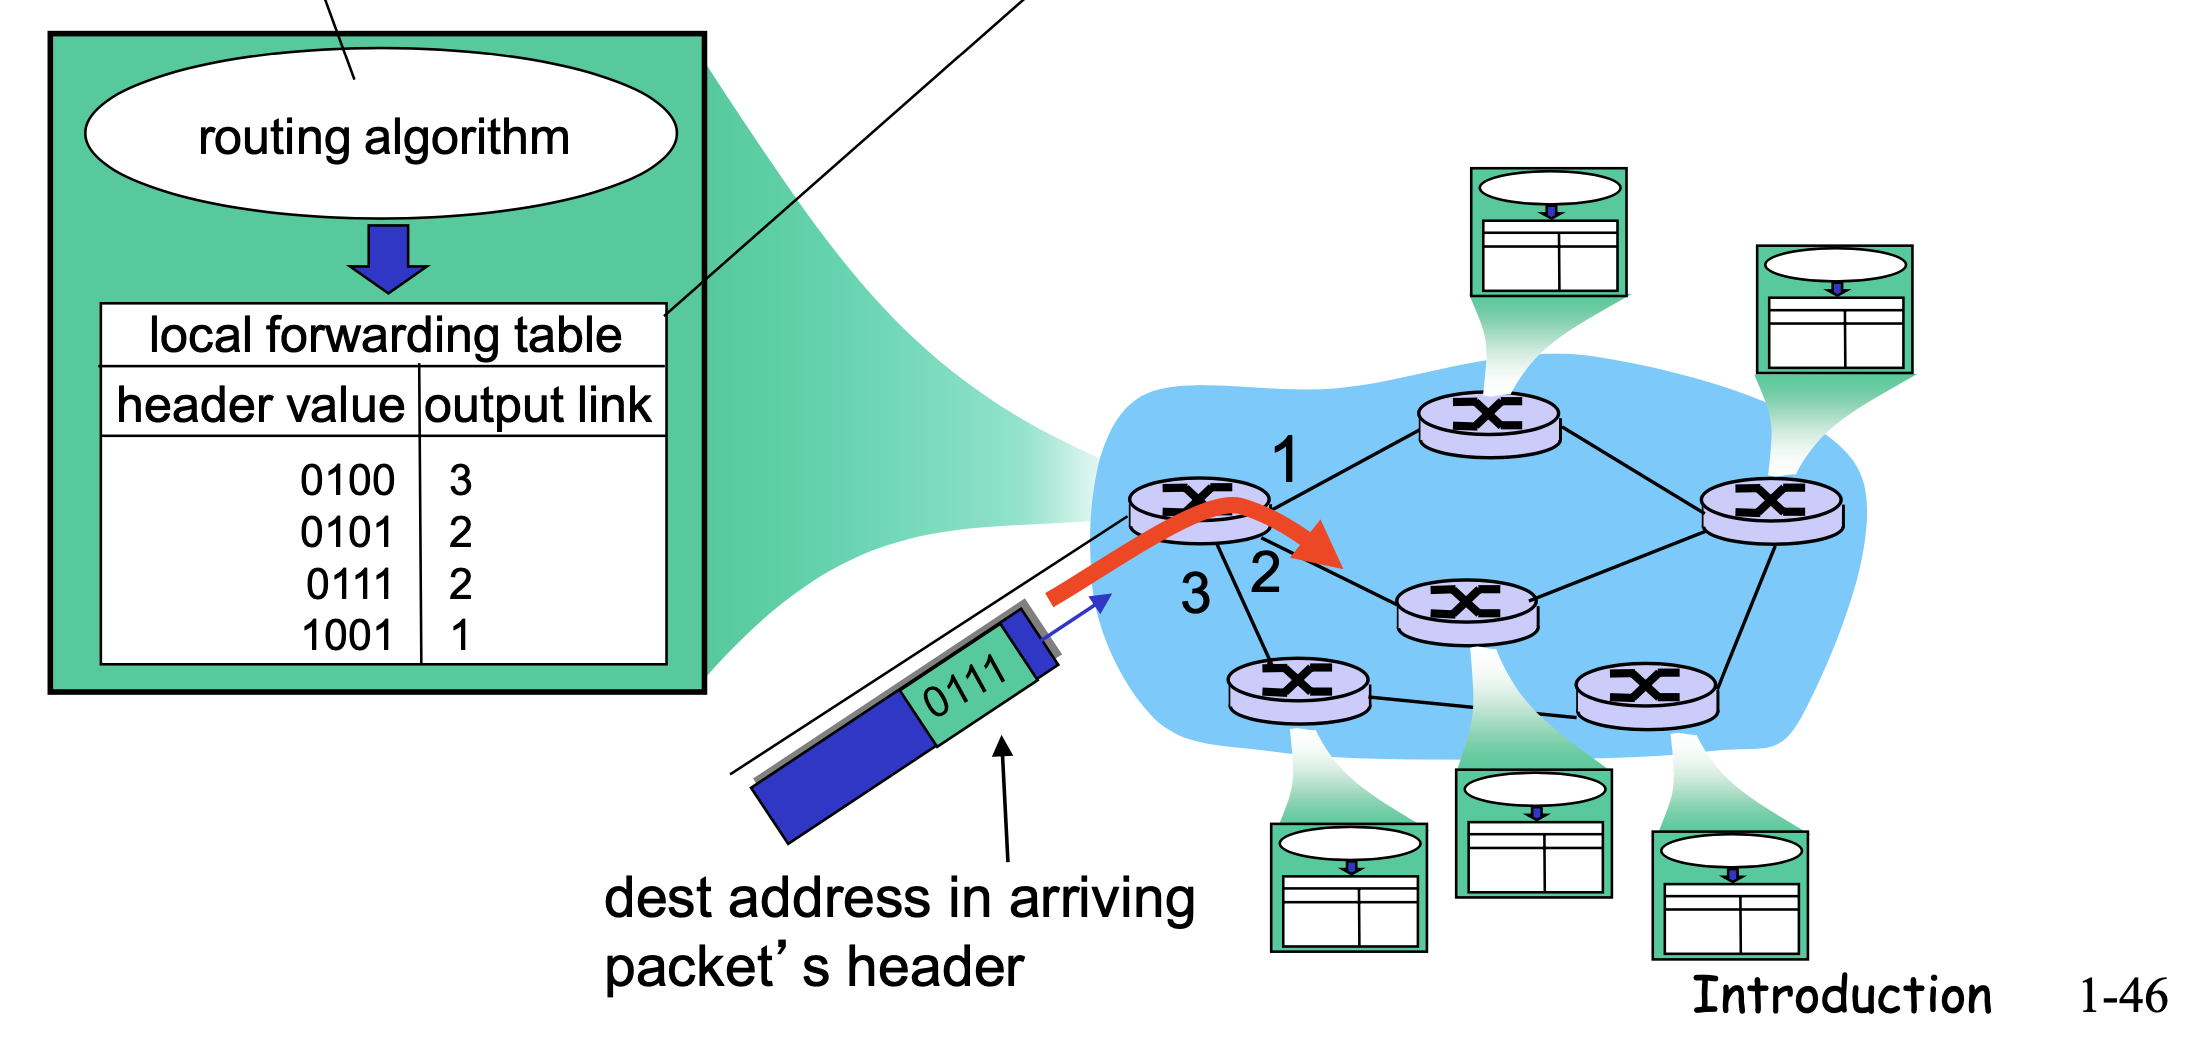 routing algorithm
local forwarding table
header value output link
0100 3
0101 2
0111 2
1001 1
1
2
3
0111
dest address in arriving
packet’s header
Introduction 1-46